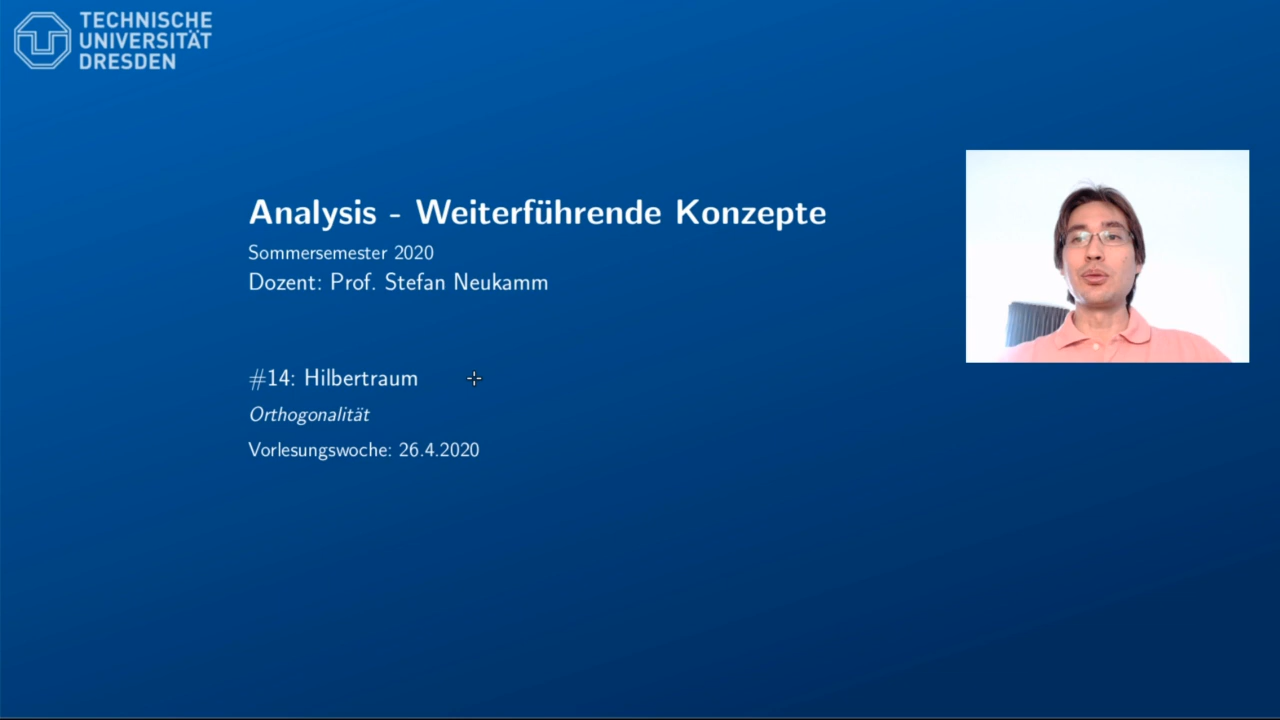 TECHNISCHE
UNIVERSITÄT
DRESDEN
Analysis - Weiterführende Konzepte
Sommersemester 2020
Dozent: Prof. Stefan Neukamm
#14: Hilbertraum
Orthogonalität
Vorlesungswoche: 26.4.2020